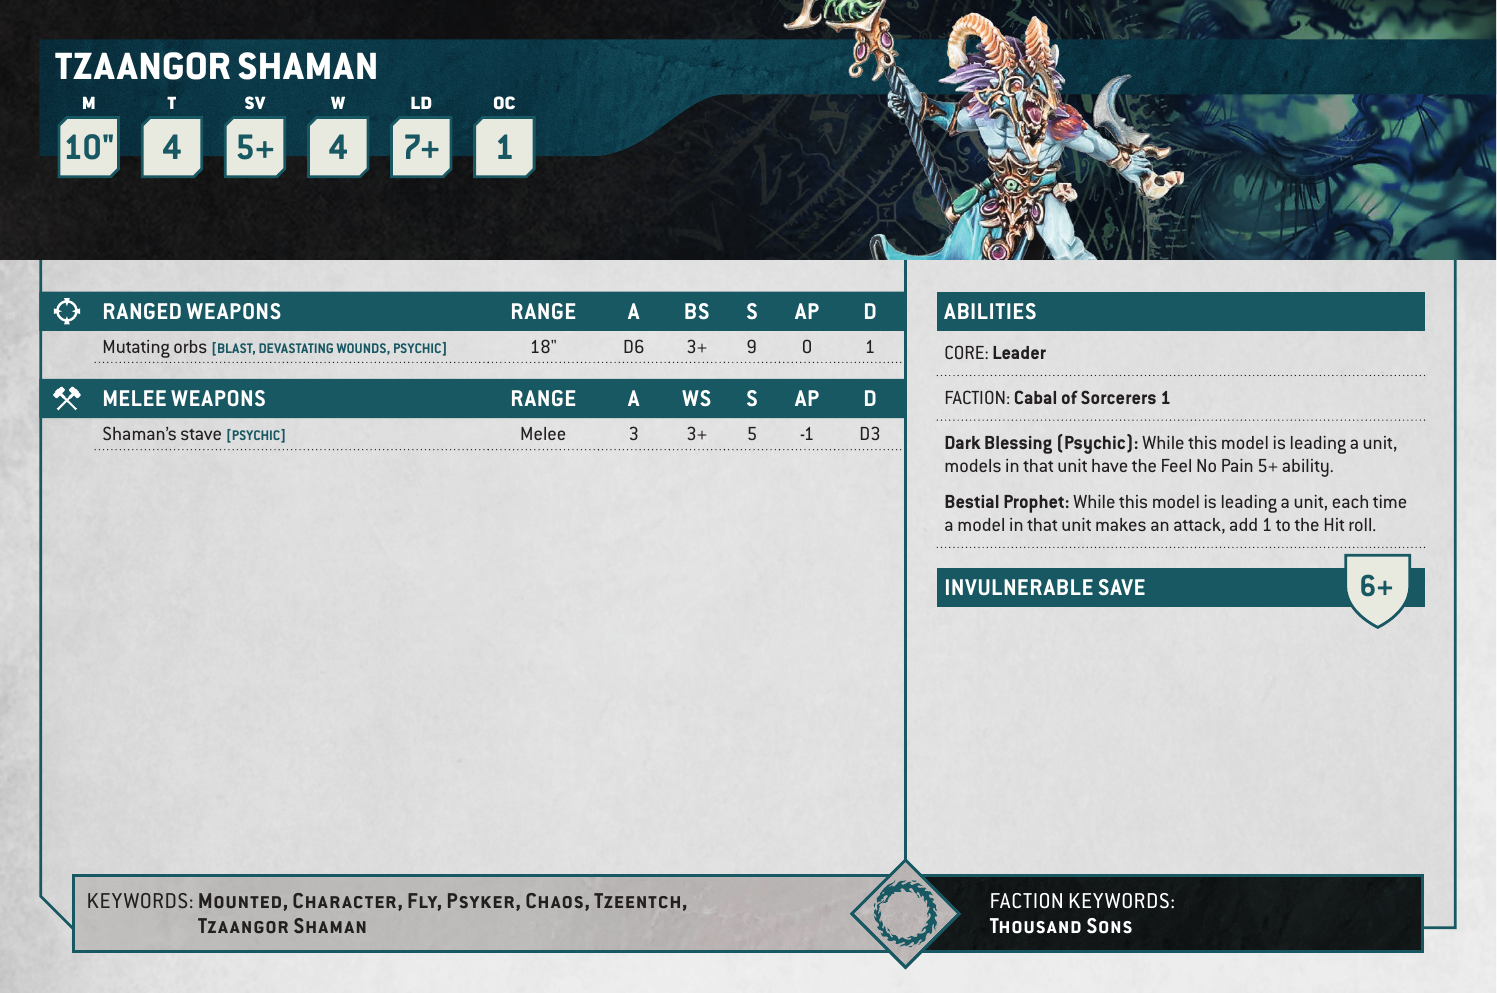 TZAANGOR SHAMAN
M T SV W LD OC
10" 4 5+ 4 7+ 1
RANGED WEAPONS RANGE A BS S AP D
Mutating orbs [BLAST, DEVASTATING WOUNDS, PSYCHIC] 18" D6 3+ 9 0 1
MELEE WEAPONS RANGE A WS S AP D
Shaman's stave [PSYCHIC] Melee 3 3+ 5 -1 D3
ABILITIES
CORE: Leader
FACTION: Cabal of Sorcerers 1
Dark Blessing (Psychic): While this model is leading a unit,
models in that unit have the Feel No Pain 5+ ability.
Bestial Prophet: While this model is leading a unit, each time
a model in that unit makes an attack, add 1 to the Hit roll.
INVULNERABLE SAVE 6+
KEYWORDS: MOUNTED, CHARACTER, FLY, PSYKER, CHAOS, TZEENTCH,
TZAANGOR SHAMAN
FACTION KEYWORDS:
THOUSAND SONS